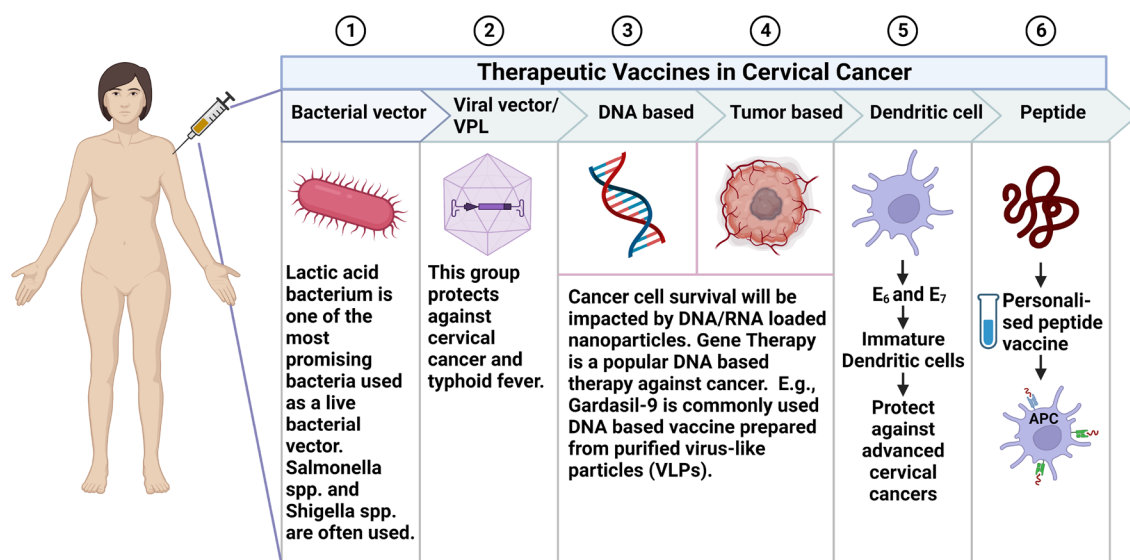 1
2
3
4
5
6
Therapeutic Vaccines in Cervical Cancer
Bacterial vector
Viral vector/
VPL
DNA based
Tumor based
Dendritic cell
Peptide
Lactic acid
bacterium is
one of the
most
promising
bacteria used
as a live
bacterial
vector.
Salmonella
spp. and
Shigella spp.
are often used.
This group
protects
against
cervical
cancer and
typhoid fever.
Cancer cell survival will be
impacted by DNA/RNA loaded
nanoparticles. Gene Therapy
is a popular DNA based
therapy against cancer. E.g.,
Gardasil-9 is commonly used
DNA based vaccine prepared
from purified virus-like
particles (VLPs).
E₆ and E₇
Immature
Dendritic cells
Protect
against
advanced
cervical
cancers
Personali-
sed peptide
vaccine
APC